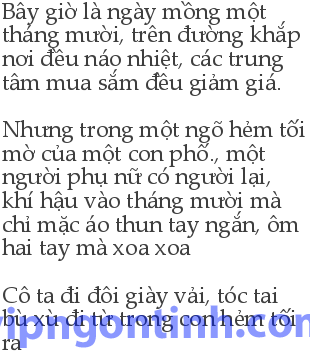 Bây giờ là ngày mồng một
tháng mười, trên đường khắp
nơi đều náo nhiệt, các trung
tâm mua sắm đều giảm giá.
Nhưng trong một ngõ hẻm tối
mờ của một con phố., một
người phụ nữ có người lại,
khí hậu vào tháng mười mà
chỉ mặc áo thun tay ngắn, ôm
hai tay mà xoa xoa
Cô ta đi đôi giày vải, tóc tai
bù xù đi từ trong con hẻm tối
ra
vipngontinh.com